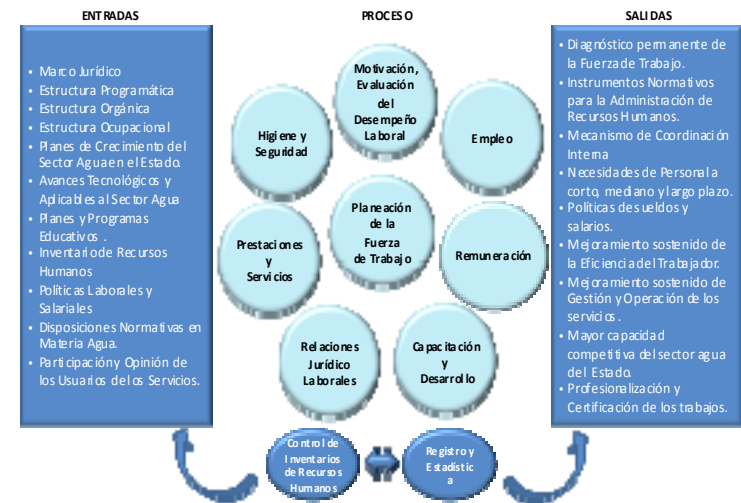 ENTRADAS
• Marco Jurídico
• Estructura Programática
• Estructura Orgánica
• Estructura Ocupacional
• Planes de Crecimiento del
Sector Agua en el Estado.
• Avances Tecnológicos y
Aplicables al Sector Agua
• Planes y Programas
Educativos .
• Inventario de Recursos
Humanos
• Políticas Laborales y
Salariales
• Disposiciones Normativas en
Materia Agua.
• Participación y Opinión de
los Usuarios de los Servicios.
PROCESO
Motivación,
Evaluación
del
Desempeño
Laboral
Higiene y
Seguridad
Empleo
Planeación
de la
Fuerza
de Trabajo
Prestaciones
y
Servicios
Remuneración
Relaciones
Jurídico
Laborales
Capacitación
y
Desarrollo
Control de
Inventarios
de Recursos
Humanos
Registro y
Estadístic
a
SALIDAS
• Diagnóstico permanente de
la Fuerza de Trabajo.
• Instrumentos Normativos
para la Administración de
Recursos Humanos.
• Mecanismo de Coordinación
Interna
• Necesidades de Personal a
corto, mediano y largo plazo.
• Políticas de sueldos y
salarios.
• Mejoramiento sostenido de
la Eficiencia del Trabajador.
• Mejoramiento sostenido de
Gestión y Operación de los
servicios .
• Mayor capacidad
competitiva del sector agua
del Estado.
• Profesionalización y
Certificación de los trabajos.